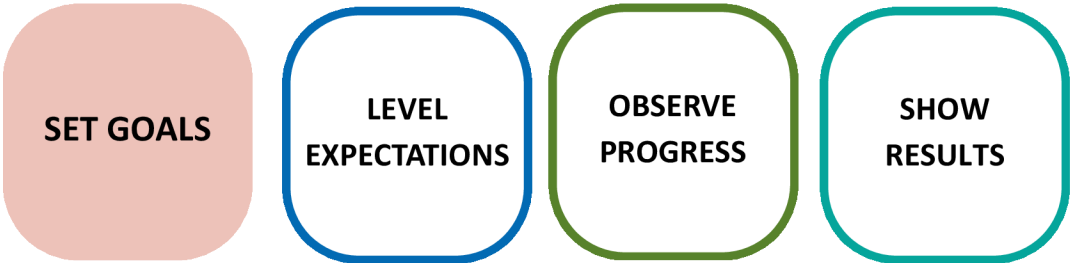 SET GOALS
LEVEL
EXPECTATIONS
OBSERVE
PROGRESS
SHOW
RESULTS